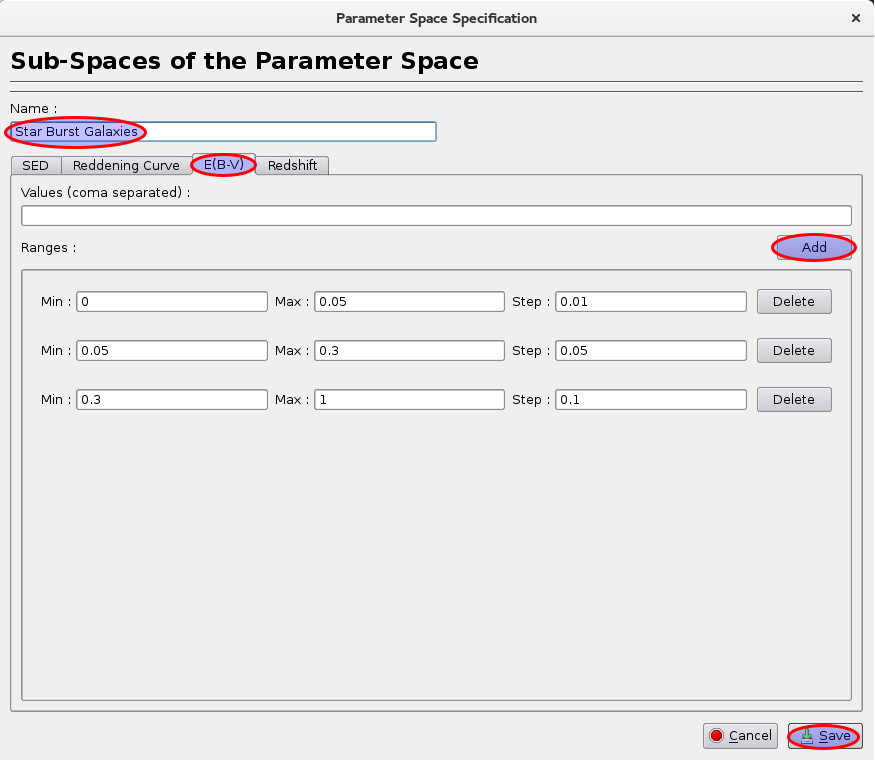 Parameter Space Specification ×
Sub-Spaces of the Parameter Space
Name :
Star Burst Galaxies
SED Reddening Curve E(B-V) Redshift
Values (coma separated) :
Ranges : Add
Min : 0 Max : 0.05 Step : 0.01 Delete
Min : 0.05 Max : 0.3 Step : 0.05 Delete
Min : 0.3 Max : 1 Step : 0.1 Delete
Cancel Save